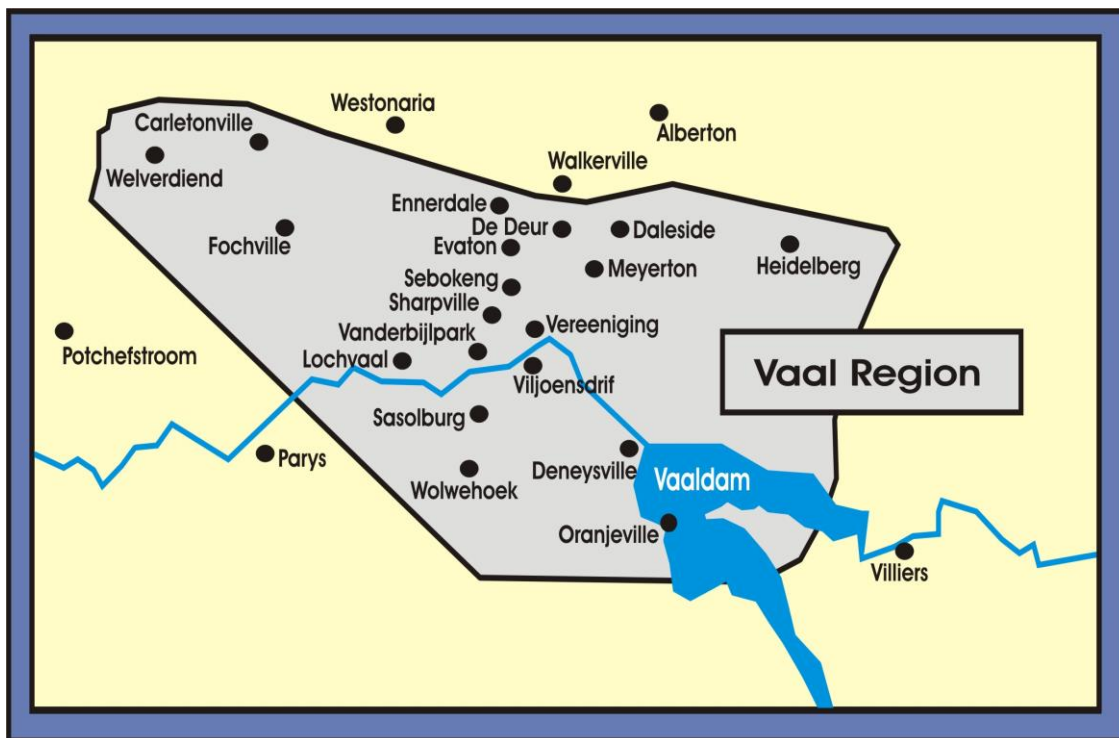 Westonaria
Carletonville
Alberton
Walkerville
Welverdiend
Ennerdale
De Deur
Daleside
Fochville
Evaton
Heidelberg
Meyerton
Sebokeng
Sharpville
Vereeniging
Vanderbijlpark
Potchefstroom
Lochvaal
Viljoensdrif
Vaal Region
Sasolburg
Parys
Deneysville
Wolwehoek
Vaaldam
Oranjeville
Villiers